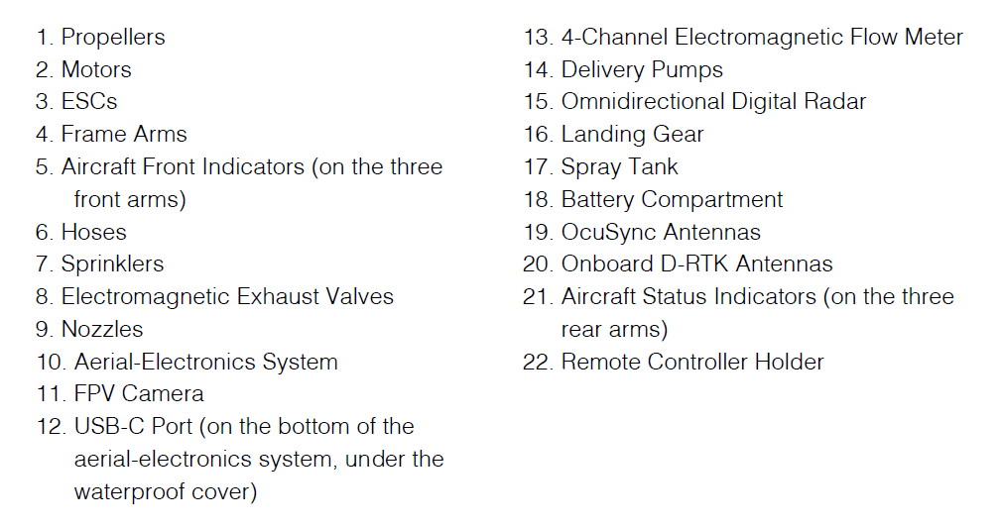 1. Propellers
2. Motors
3. ESCs
4. Frame Arms
5. Aircraft Front Indicators (on the three
front arms)
6. Hoses
7. Sprinklers
8. Electromagnetic Exhaust Valves
9. Nozzles
10. Aerial-Electronics System
11. FPV Camera
12. USB-C Port (on the bottom of the
aerial-electronics system, under the
waterproof cover)
13. 4-Channel Electromagnetic Flow Meter
14. Delivery Pumps
15. Omnidirectional Digital Radar
16. Landing Gear
17. Spray Tank
18. Battery Compartment
19. OcuSync Antennas
20. Onboard D-RTK Antennas
21. Aircraft Status Indicators (on the three
rear arms)
22. Remote Controller Holder